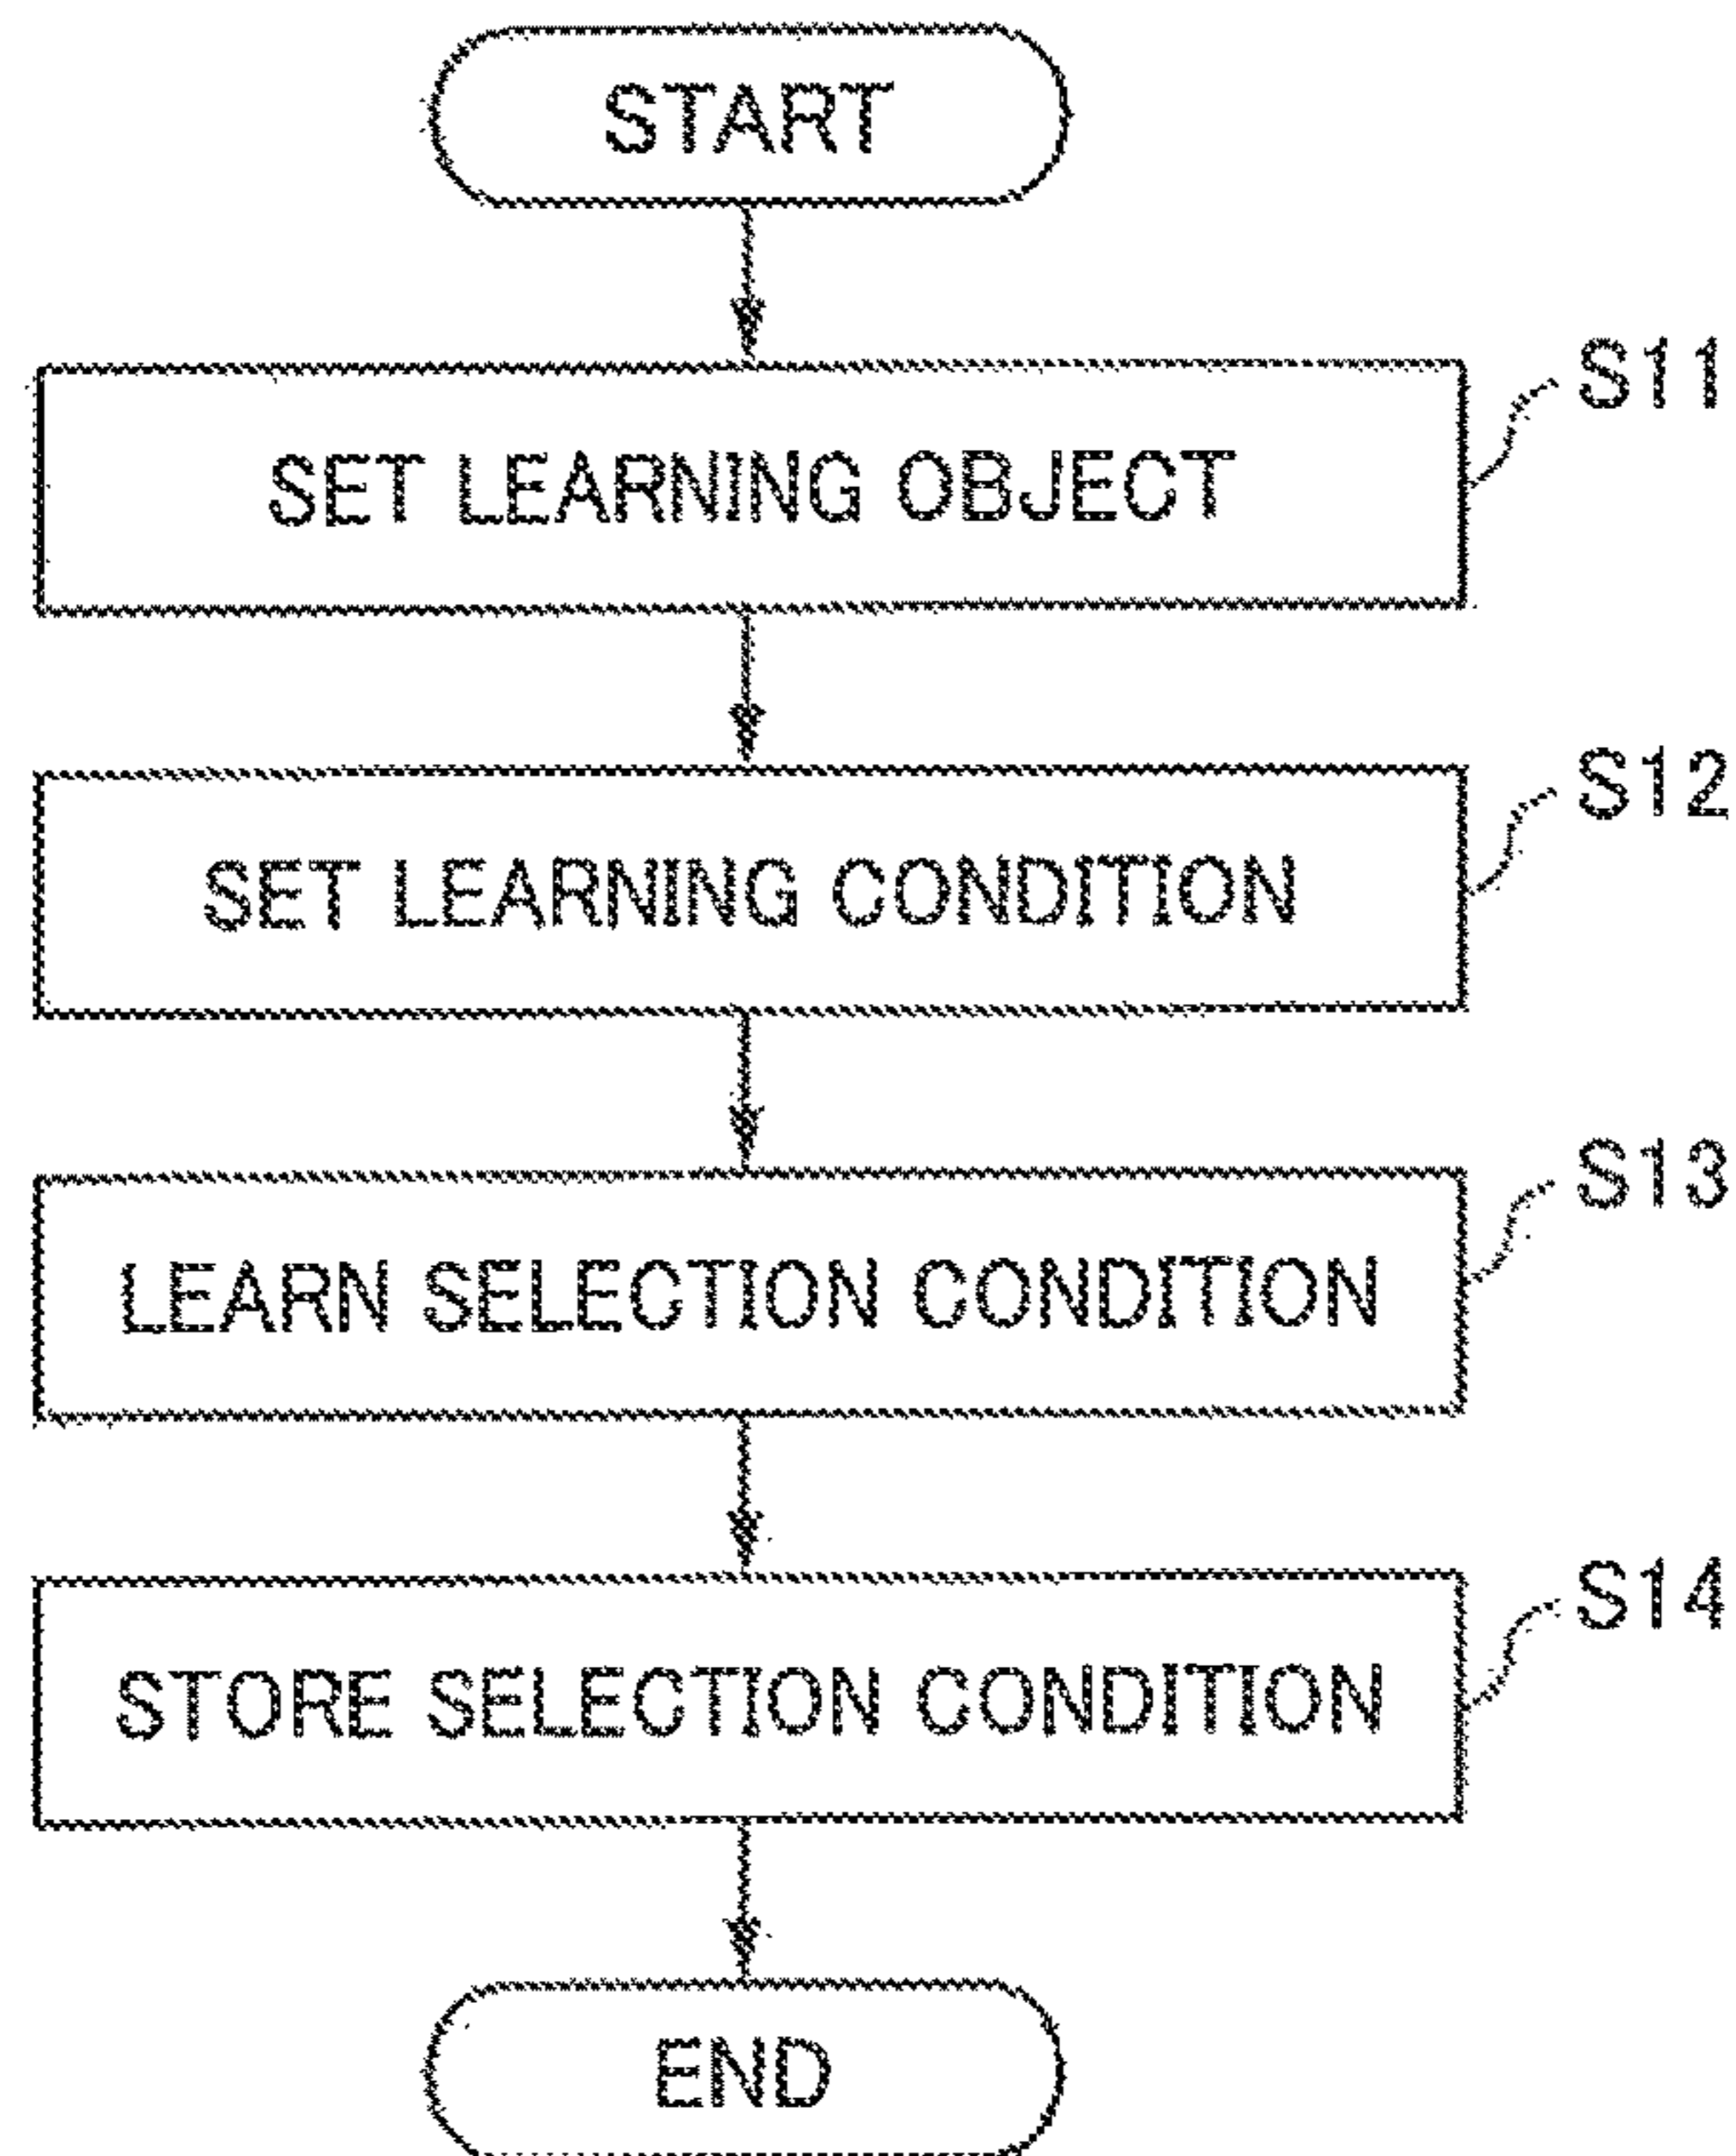 START
S11
SET LEARNING OBJECT
S12
SET LEARNING CONDITION
S13
LEARN SELECTION CONDITION
S14
STORE SELECTION CONDITION
END